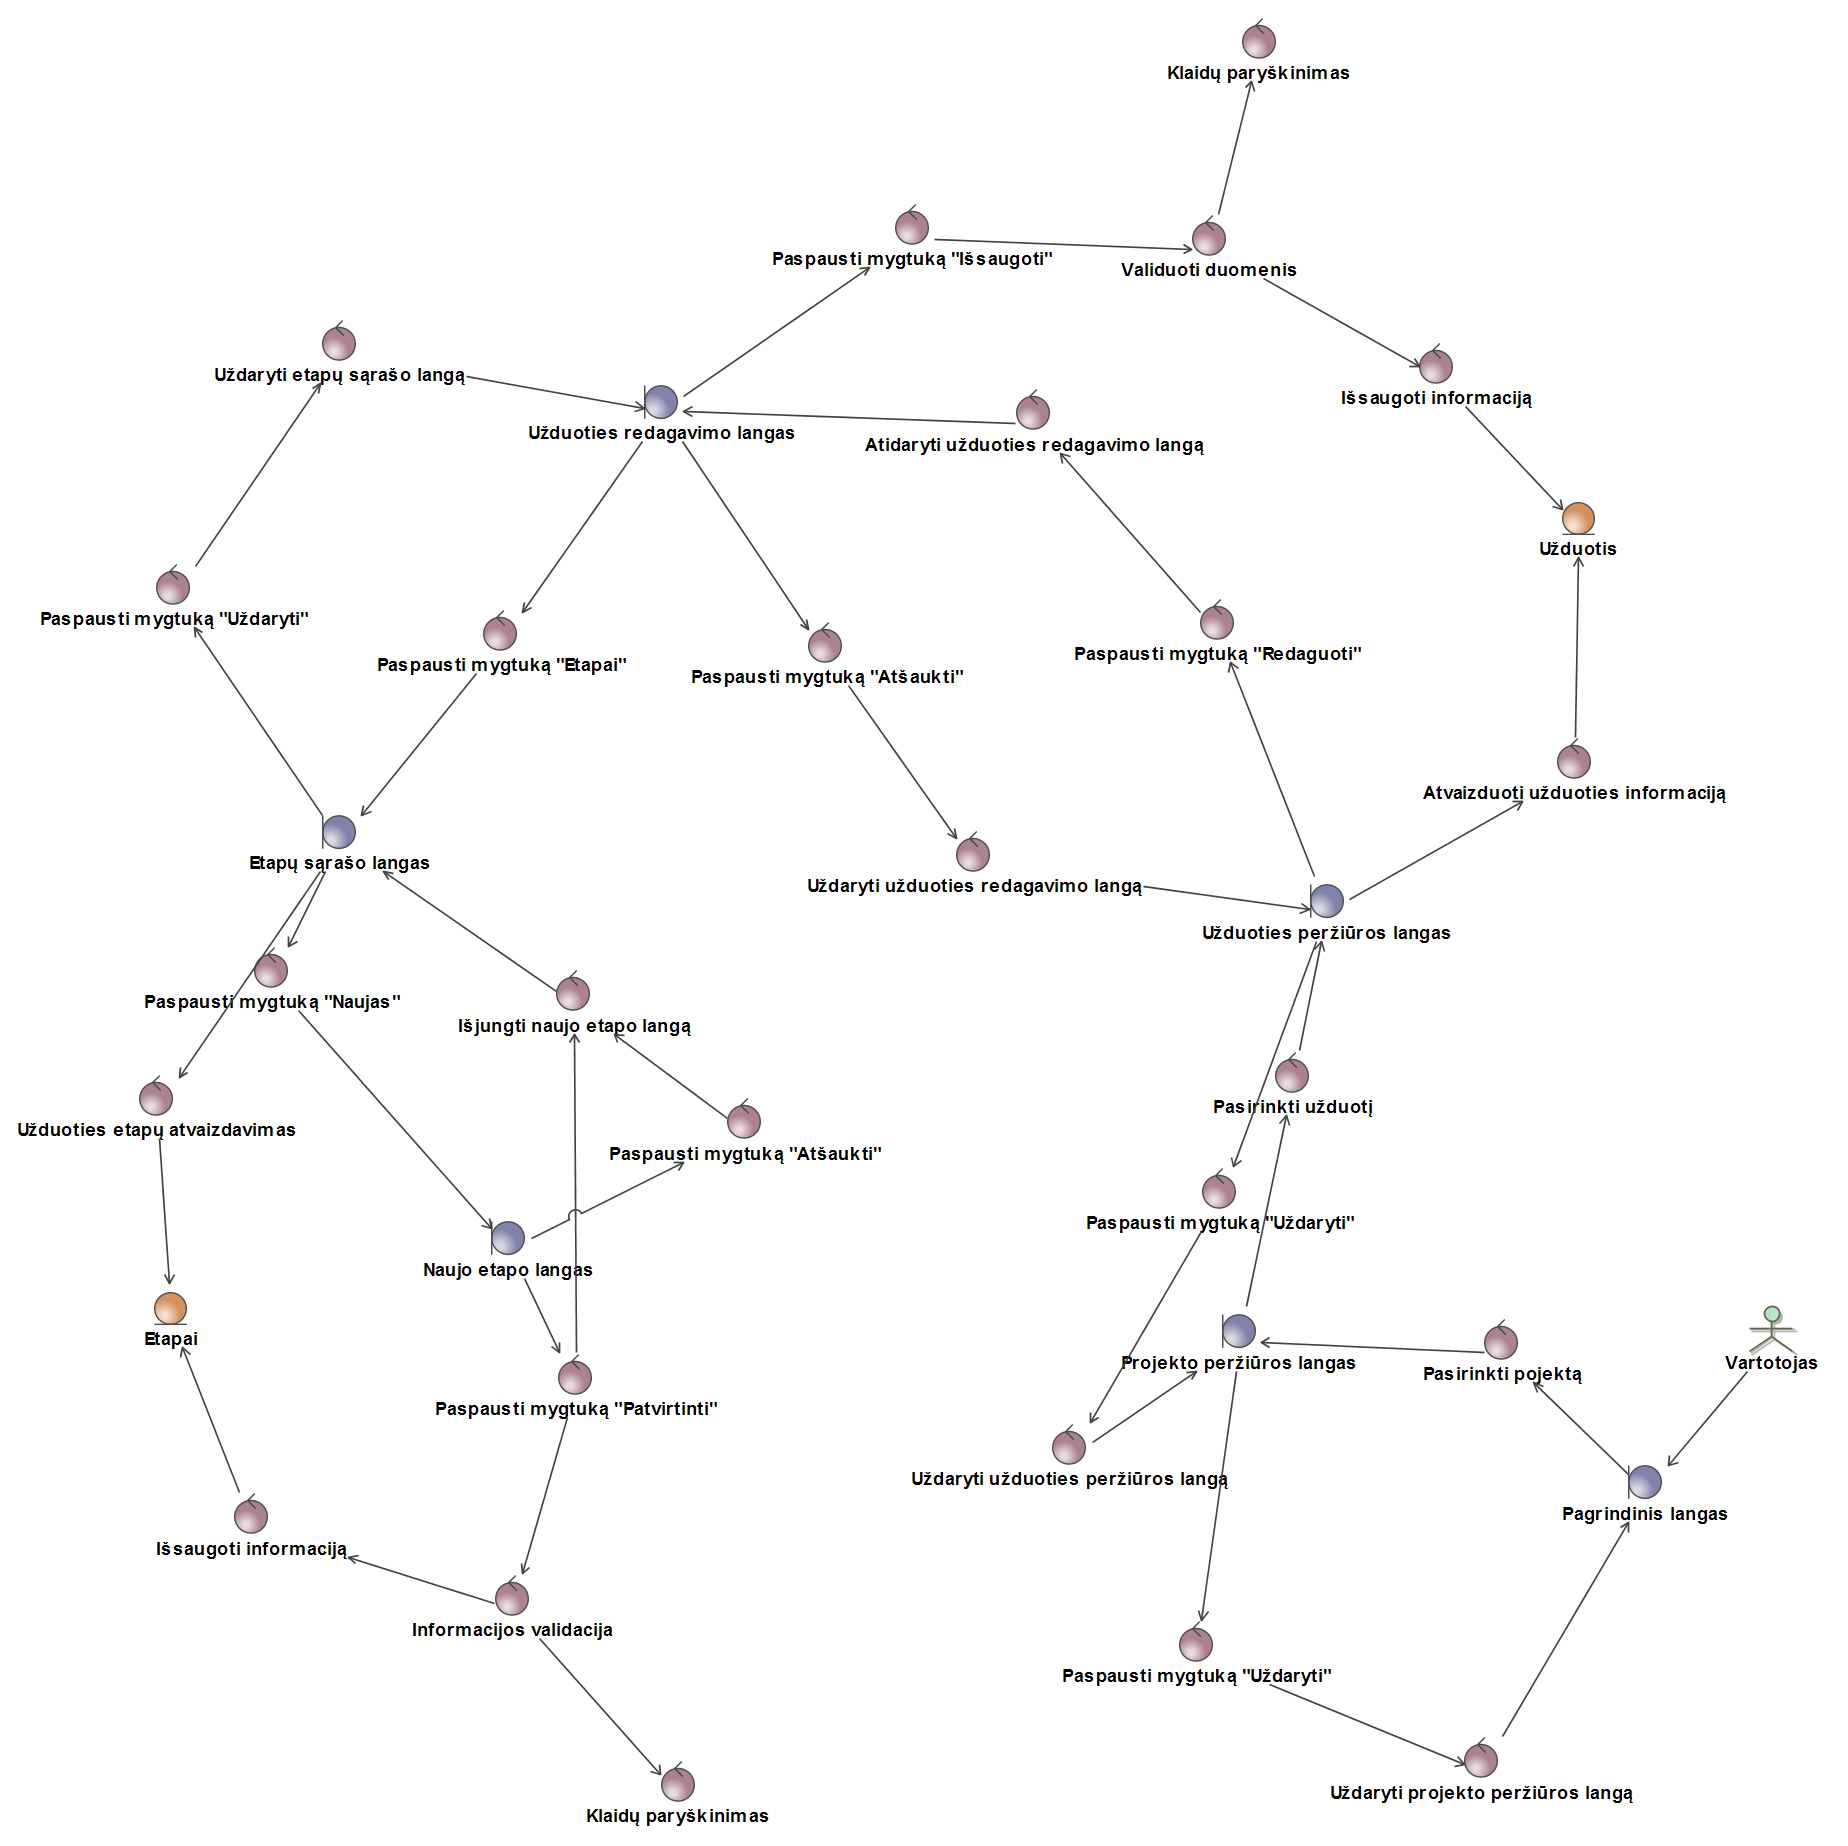 Klaidų paryškinimas
Paspausti mygtuką "Išsaugoti"
Validuoti duomenis
Uždaryti etapų sąrašo langą
Išsaugoti informaciją
Užduoties redagavimo langas
Atidaryti užduoties redagavimo langą
Užduotis
Paspausti mygtuką "Uždaryti"
Paspausti mygtuką "Etapai"
Paspausti mygtuką "Atšaukti"
Paspausti mygtuką "Redaguoti"
Atvaizduoti užduoties informaciją
Etapų sąrašo langas
Uždaryti užduoties redagavimo langą
Užduoties peržiūros langas
Paspausti mygtuką "Naujas"
Išjungti naujo etapo langą
Pasirinkti užduotį
Užduoties etapų atvaizdavimas
Paspausti mygtuką "Atšaukti"
Paspausti mygtuką "Uždaryti"
Naujo etapo langas
Etapai
Projekto peržiūros langas
Pasirinkti pojektą
Vartotojas
Paspausti mygtuką "Patvirtinti"
Uždaryti užduoties peržiūros langą
Pagrindinis langas
Išsaugoti informaciją
Informacijos validacija
Paspausti mygtuką "Uždaryti"
Uždaryti projekto peržiūros langą
Klaidų paryškinimas